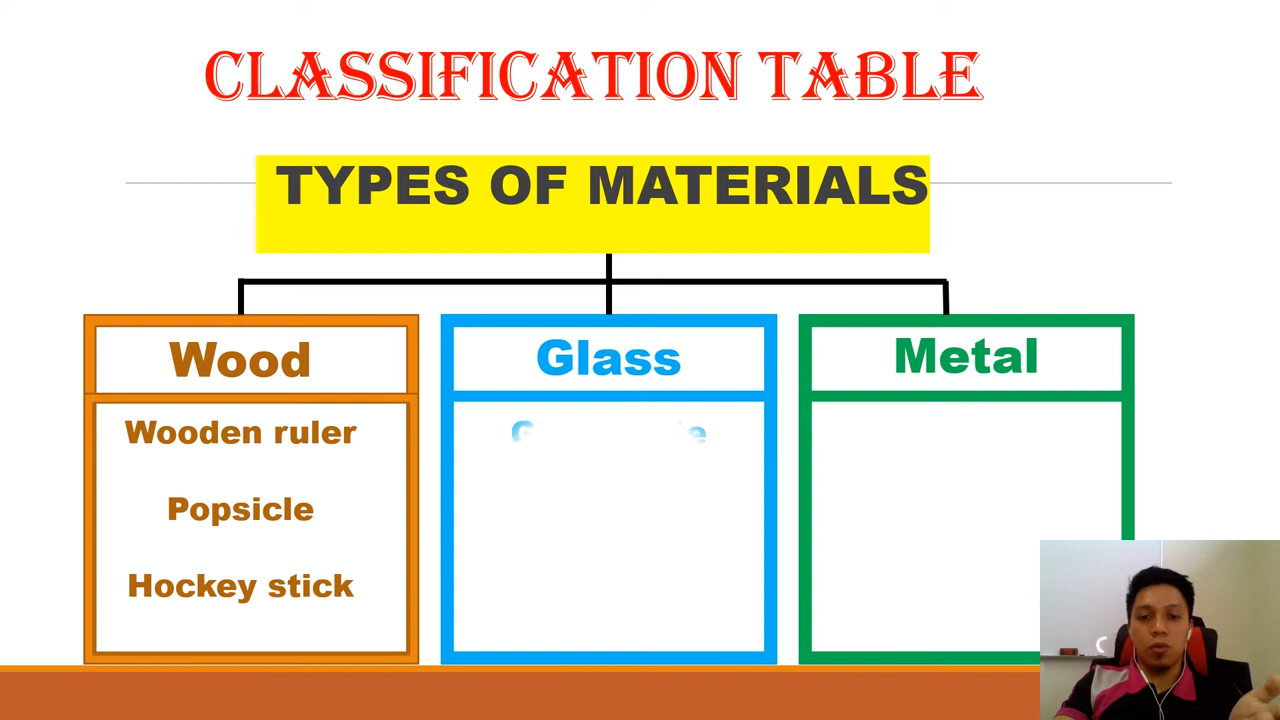 CLASSIFICATION TABLE
TYPES OF MATERIALS
Wood
Glass
Metal
Wooden ruler
Popsicle
Hockey stick